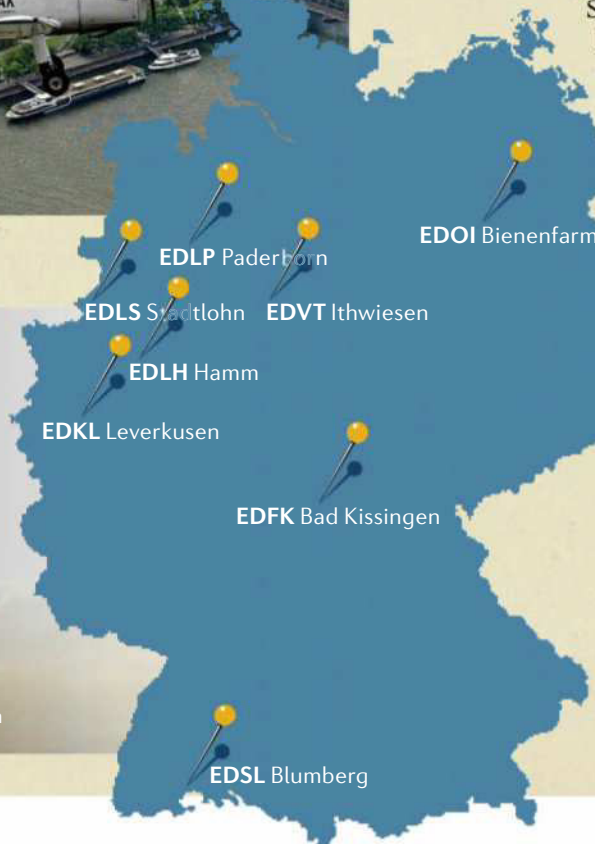 EDOI Bienenfarm
EDLP Paderborn
EDLS Stadtlohn
EDVT Ithwiesen
EDLH Hamm
EDKL Leverkusen
EDFK Bad Kissingen
EDSL Blumberg